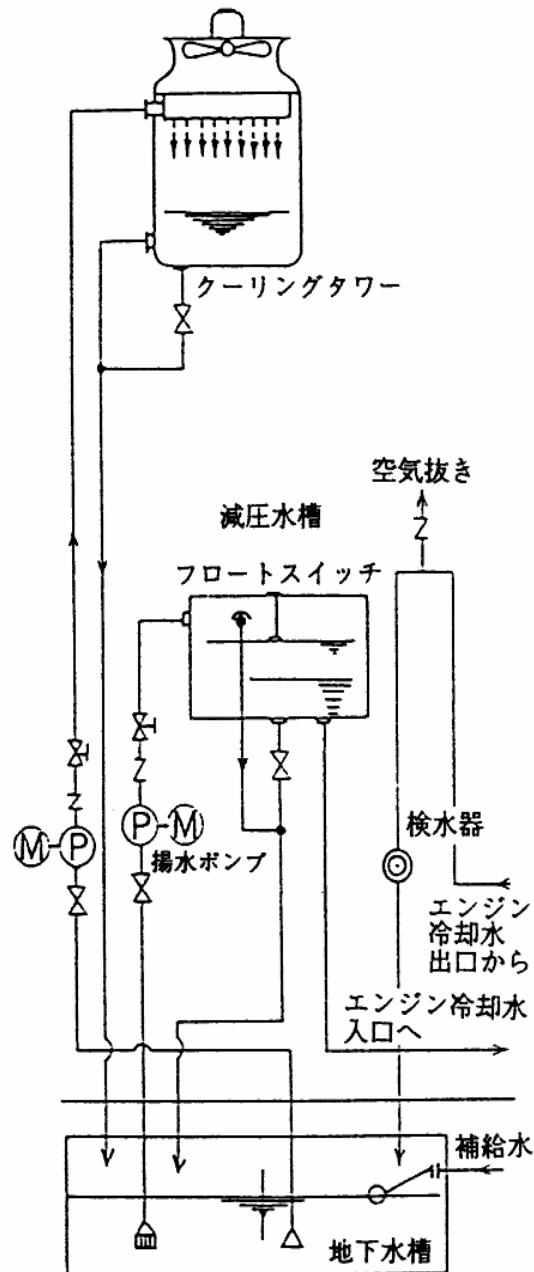 クーリングタワー
空気抜き
減圧水槽
フロートスイッチ
M P
P M
揚水ポンプ
検水器
エンジン
冷却水
出口から
エンジン冷却水
入口へ
補給水
地下水槽